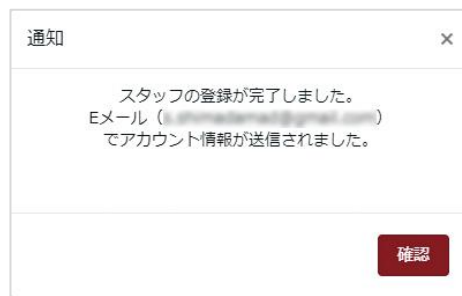 通知
×
スタッフの登録が完了しました。
Eメール（ ）
でアカウント情報が送信されました。
確認